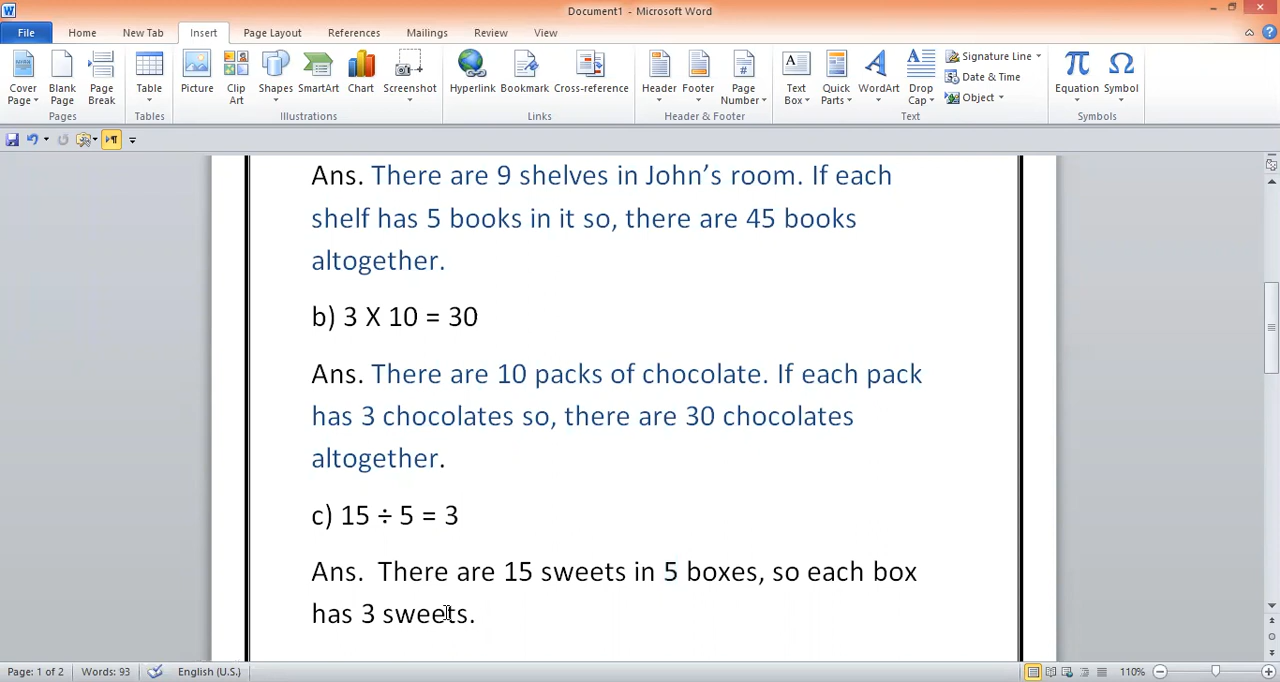 Document1 - Microsoft Word
File Home New Tab Insert Page Layout References Mailings Review View
Cover Page Blank Page Page Break Table Picture Clip Art Shapes SmartArt Chart Screenshot Hyperlink Bookmark Cross-reference Header Footer Page Number Text Box Quick Parts WordArt Drop Cap Signature Line Date & Time Object Equation Symbol
Pages Tables Illustrations Links Header & Footer Text Symbols
Ans. There are 9 shelves in John’s room. If each
shelf has 5 books in it so, there are 45 books
altogether.
b) 3 X 10 = 30
Ans. There are 10 packs of chocolate. If each pack
has 3 chocolates so, there are 30 chocolates
altogether.
c) 15 ÷ 5 = 3
Ans.  There are 15 sweets in 5 boxes, so each box
has 3 sweets.
Page: 1 of 2 Words: 93 English (U.S.) 110%